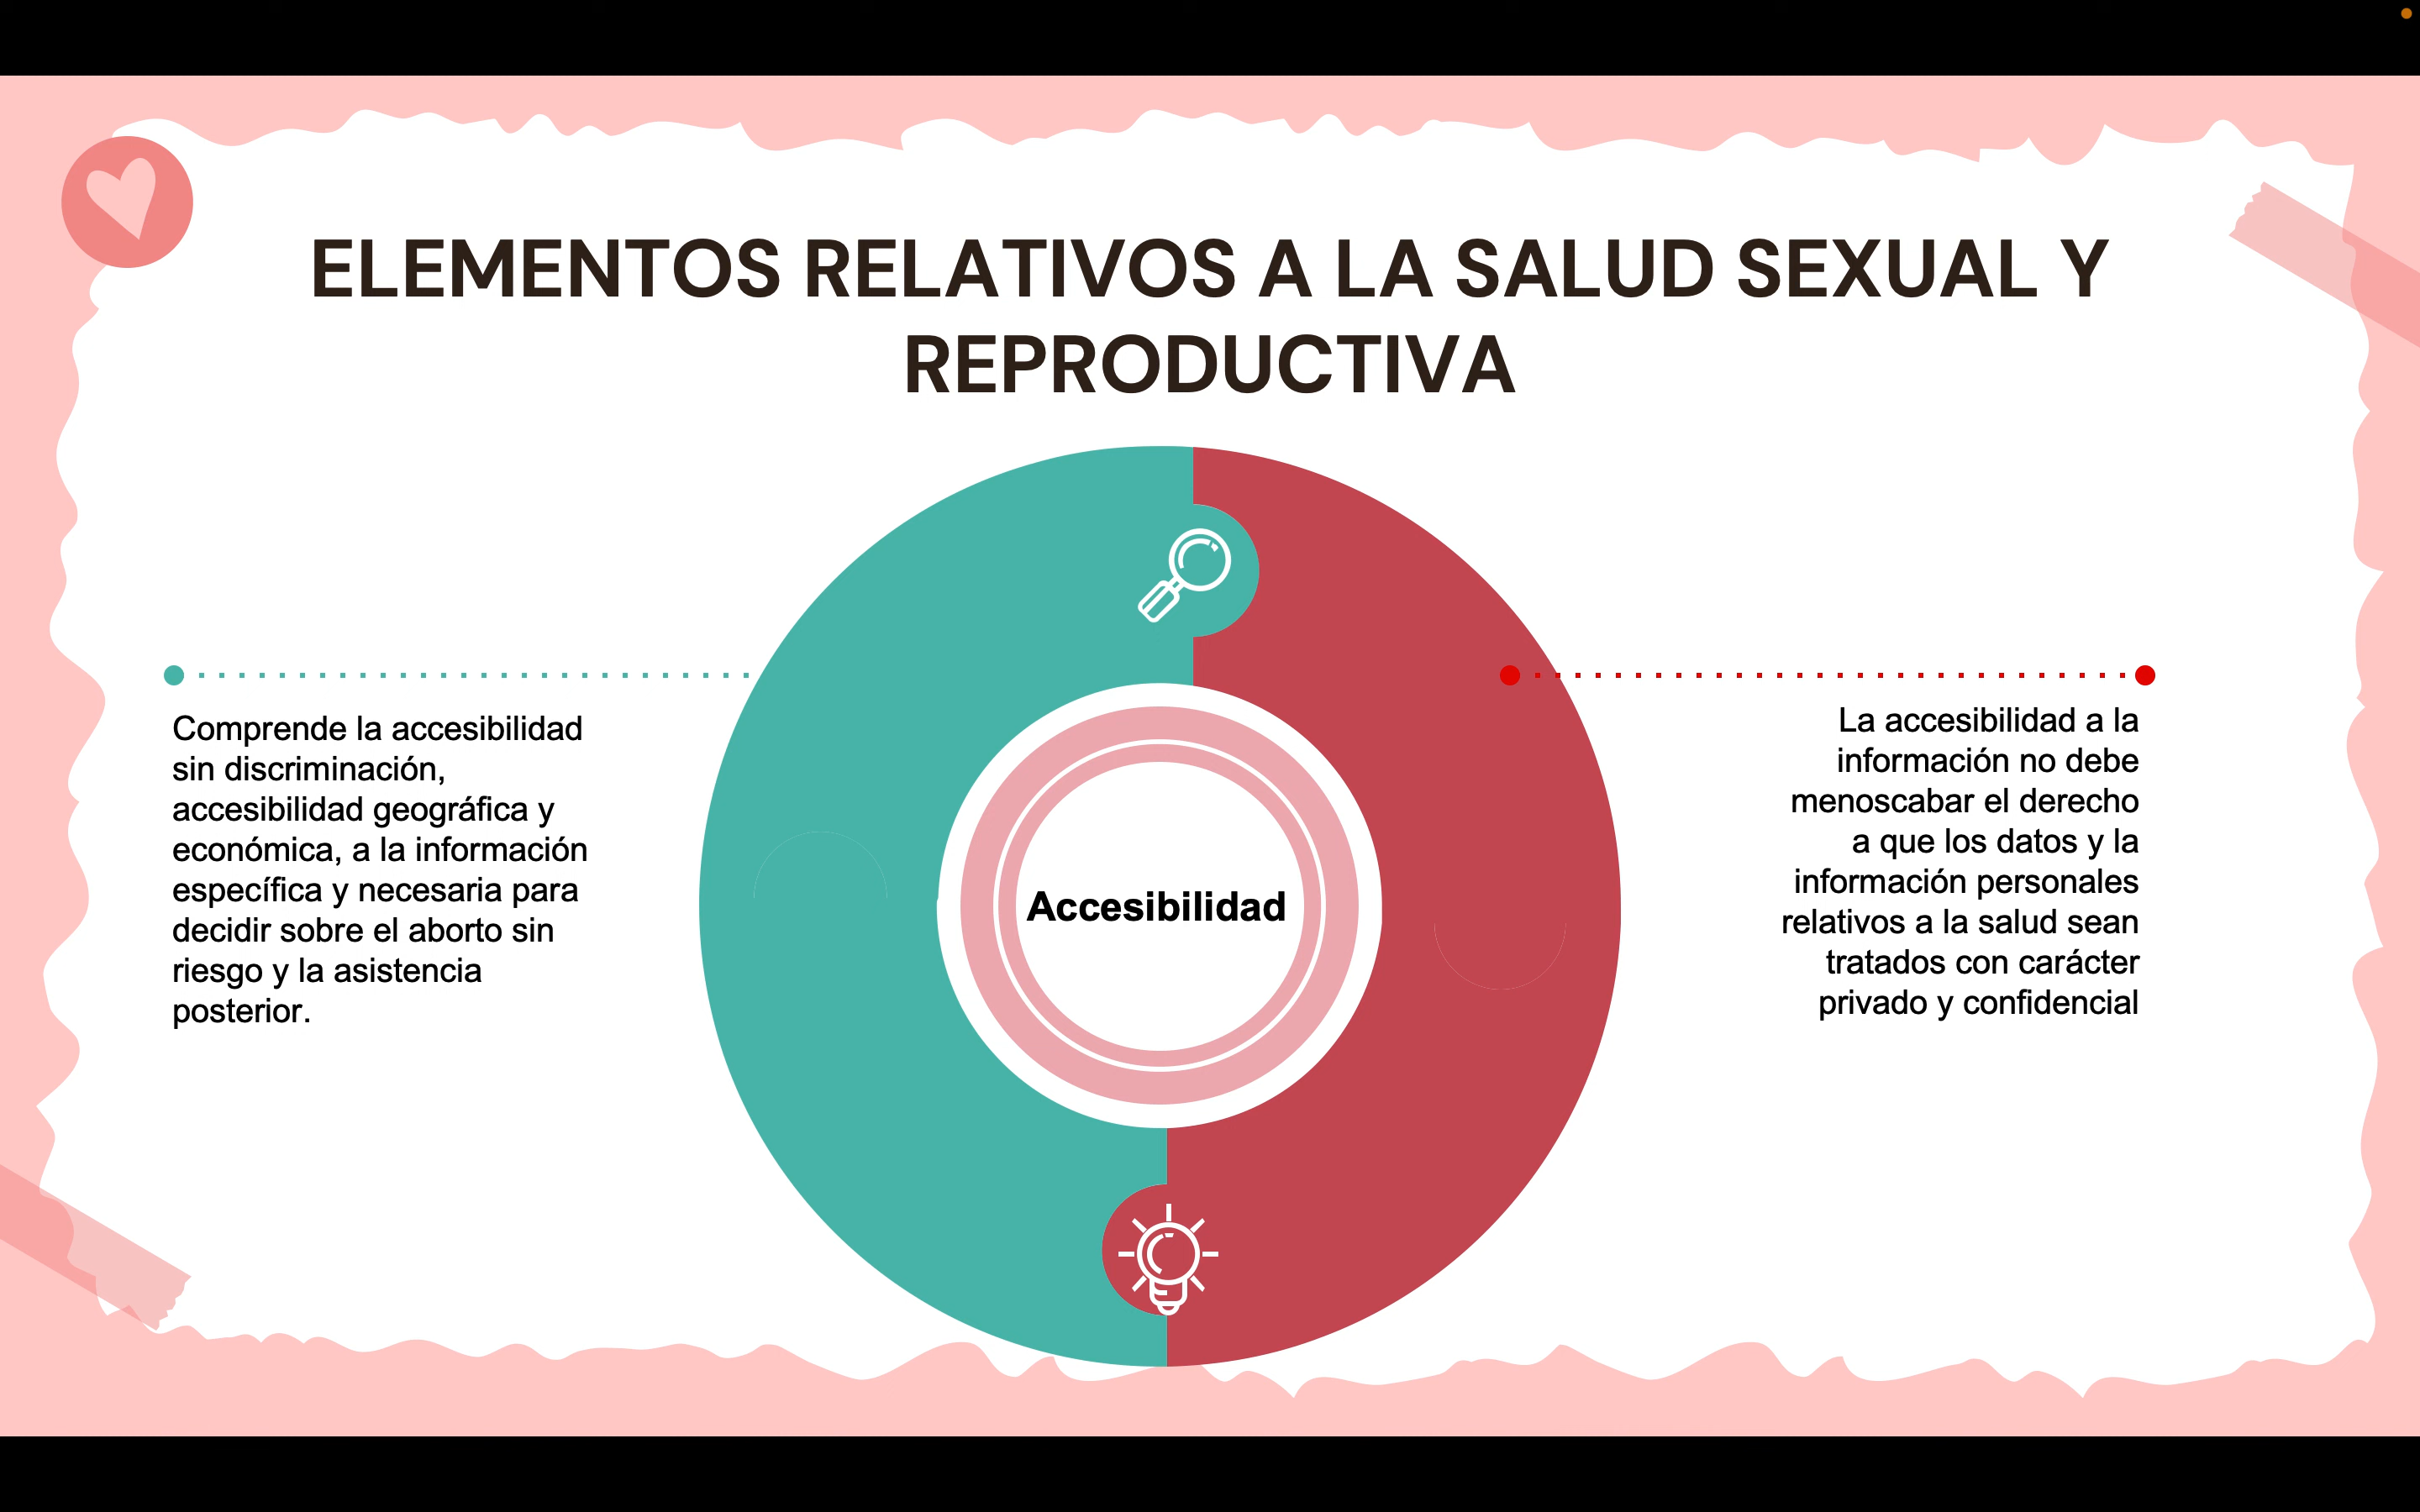 ELEMENTOS RELATIVOS A LA SALUD SEXUAL Y
REPRODUCTIVA
Comprende la accesibilidad
sin discriminación,
accesibilidad geográfica y
económica, a la información
específica y necesaria para
decidir sobre el aborto sin
riesgo y la asistencia
posterior.
Accesibilidad
La accesibilidad a la
información no debe
menoscabar el derecho
a que los datos y la
información personales
relativos a la salud sean
tratados con carácter
privado y confidencial